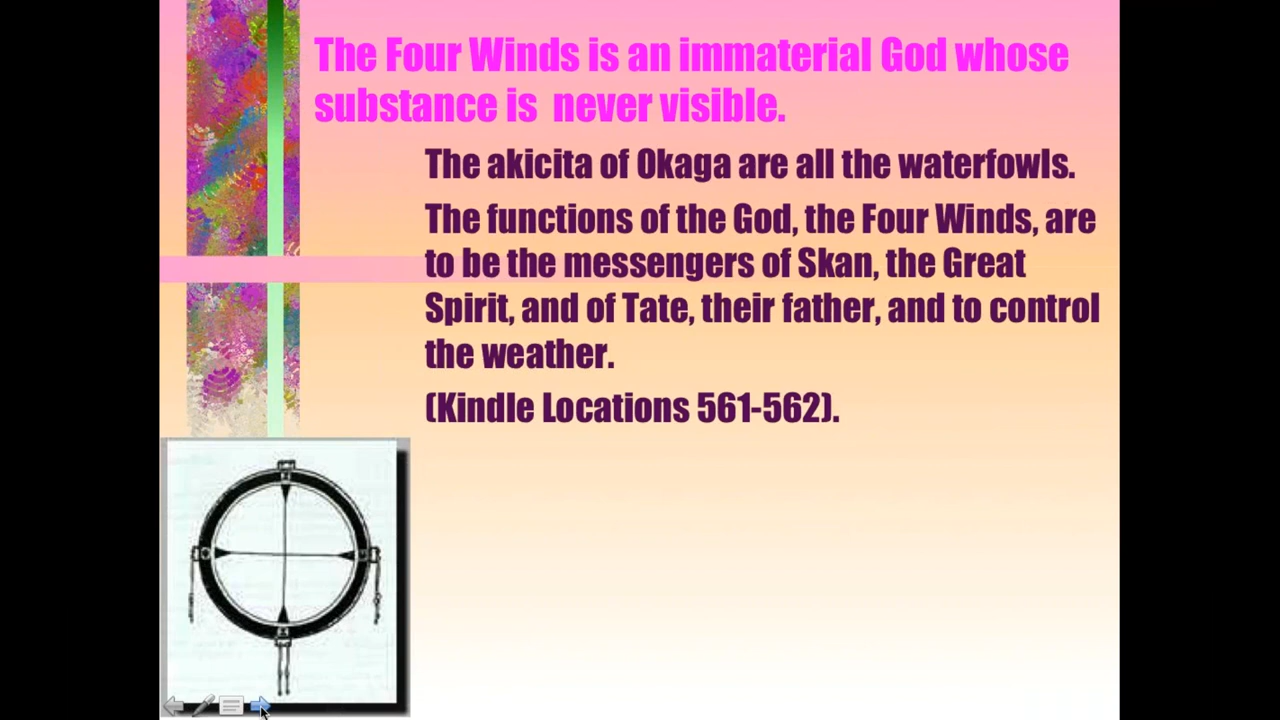 The Four Winds is an immaterial God whose
substance is never visible.
The akicita of Okaga are all the waterfowls.
The functions of the God, the Four Winds, are
to be the messengers of Skan, the Great
Spirit, and of Tate, their father, and to control
the weather.
(Kindle Locations 561-562).